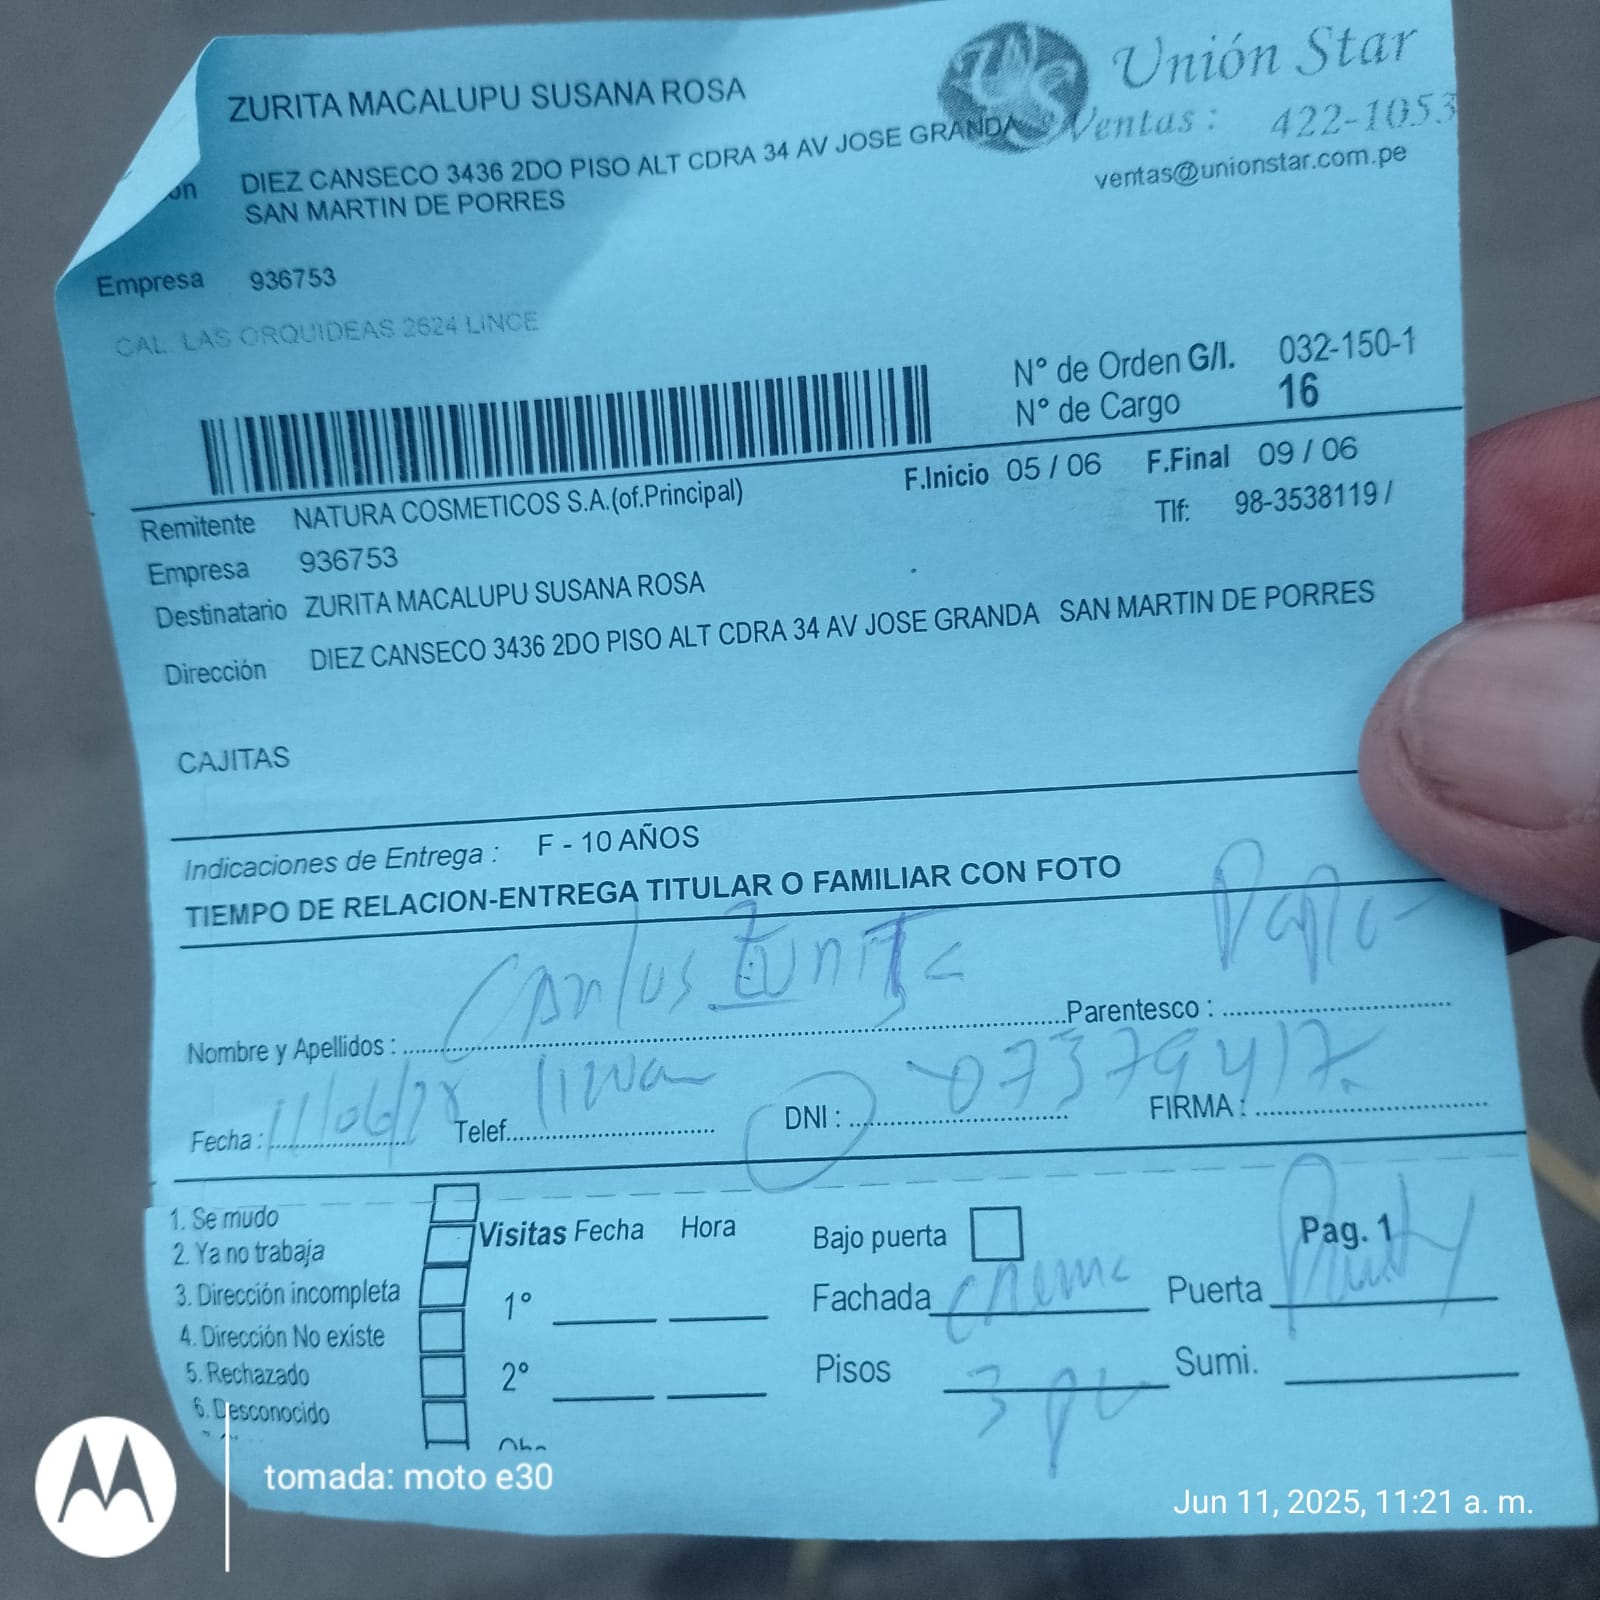 Unión Star
ZURITA MACALUPU SUSANA ROSA
Ventas : 422-1053
DIEZ CANSECO 3436 2DO PISO ALT CDRA 34 AV JOSE GRANDA
ón
SAN MARTIN DE PORRES
ventas@unionstar.com.pe
Empresa 936753
CAL. LAS ORQUIDEAS 2624 LINCE
N° de Orden G/I. 032-150-1
N° de Cargo 16
F.Inicio 05 / 06 F.Final 09 / 06
Remitente NATURA COSMETICOS S.A.(of.Principal)
Tlf: 98-3538119 /
Empresa 936753
Destinatario ZURITA MACALUPU SUSANA ROSA
Dirección DIEZ CANSECO 3436 2DO PISO ALT CDRA 34 AV JOSE GRANDA SAN MARTIN DE PORRES
CAJITAS
Indicaciones de Entrega : F - 10 AÑOS
TIEMPO DE RELACION-ENTREGA TITULAR O FAMILIAR CON FOTO
Nombre y Apellidos : Carlos Zurita Parentesco :
Fecha : 11/06/ Telef. DNI : 07379417 FIRMA :
1. Se mudo
2. Ya no trabaja
3. Dirección incompleta
4. Dirección No existe
5. Rechazado
6. Desconocido
Visitas Fecha Hora
1°
2°
Bajo puerta Pag. 1
Fachada Crema Puerta
Pisos 3 Sumi.
tomada: moto e30
Jun 11, 2025, 11:21 a. m.